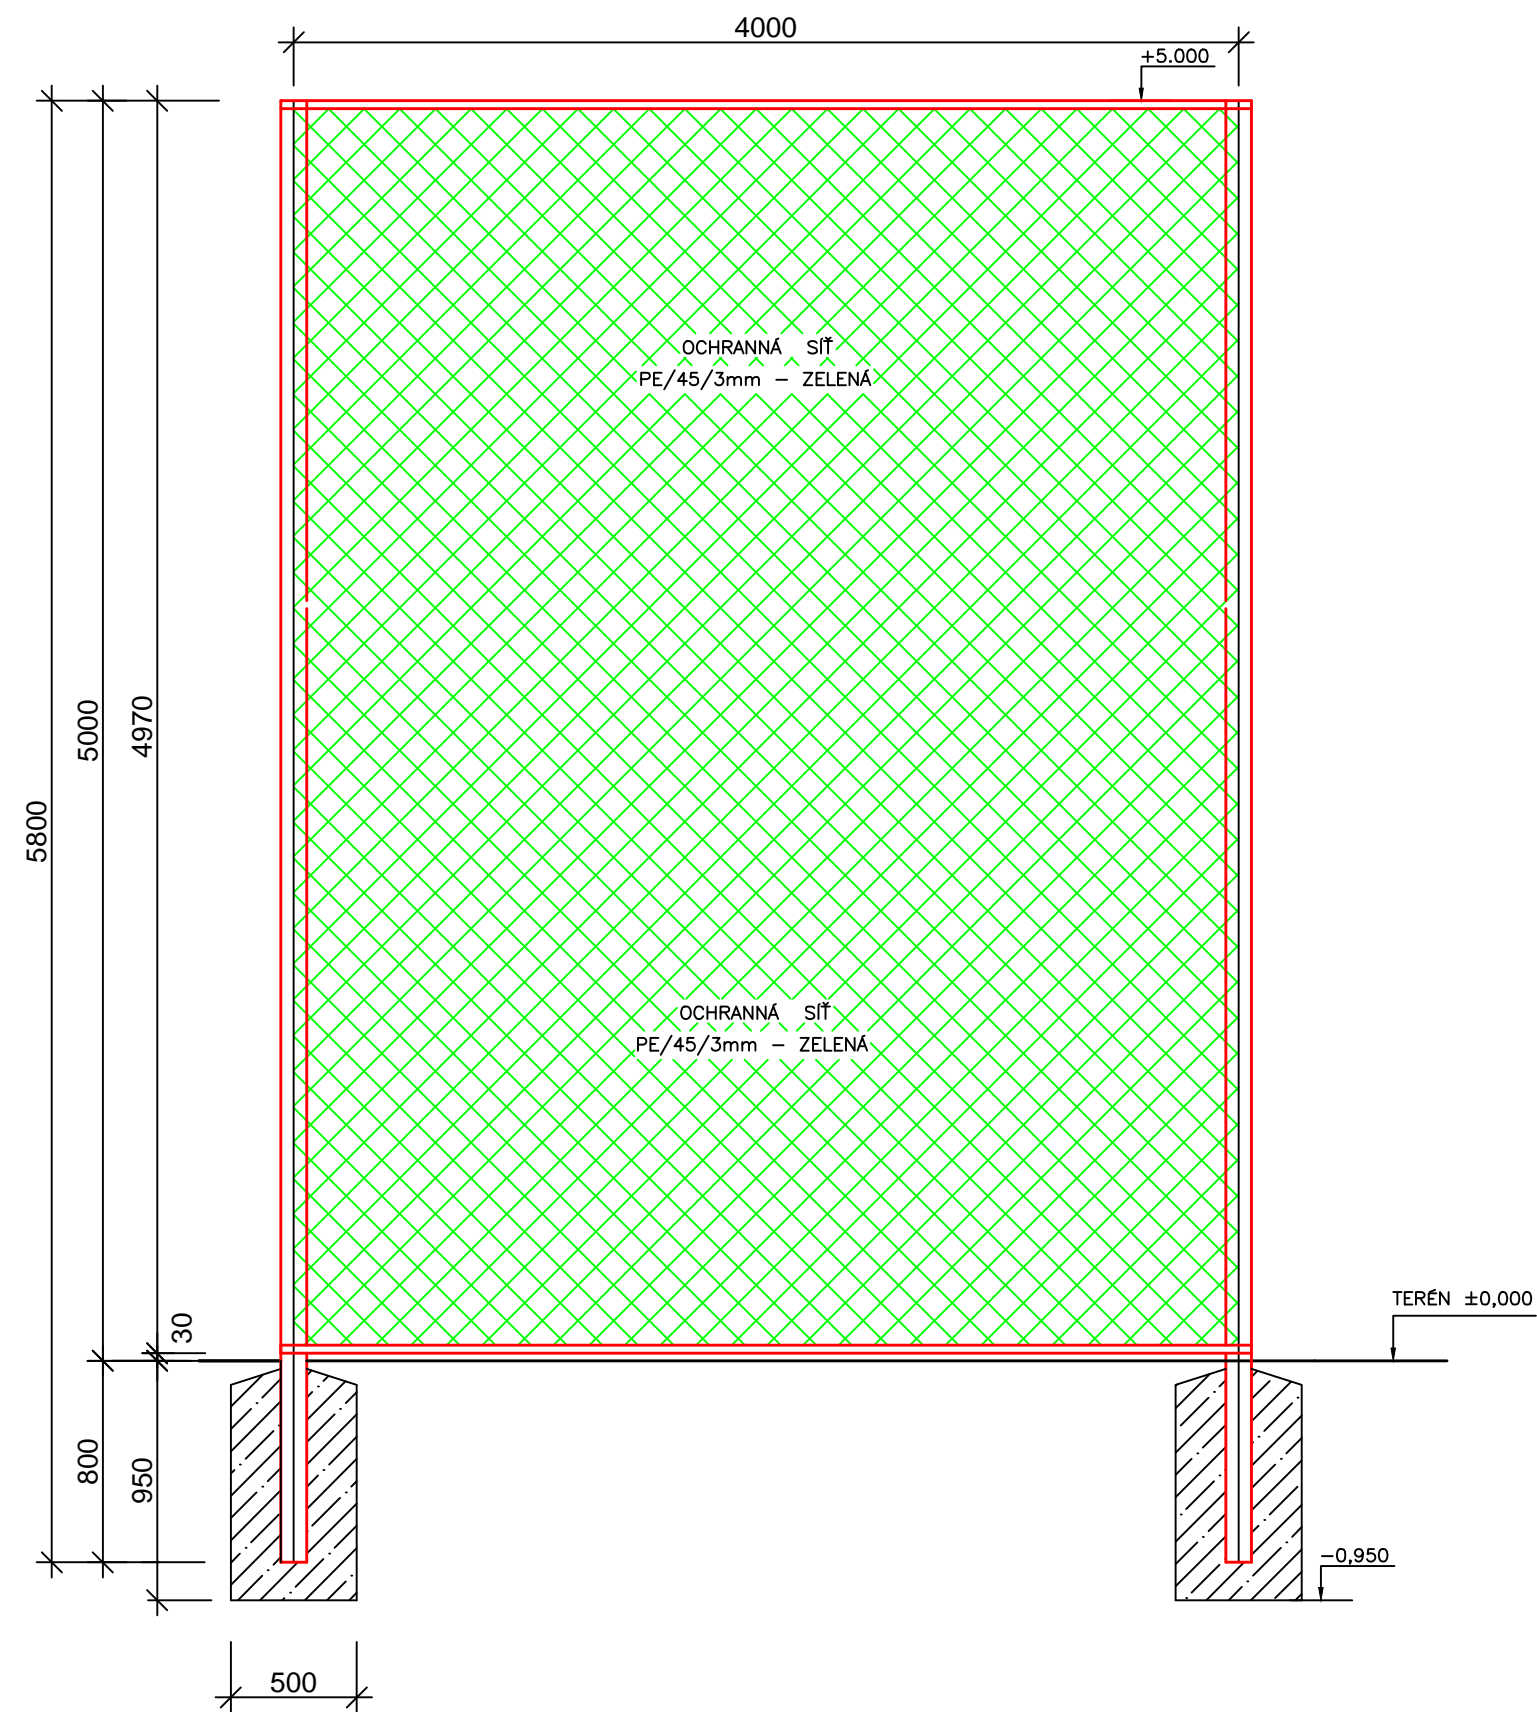 4000
+5.000
OCHRANNÁ SÍŤ
PE/45/3mm – ZELENÁ
5800
5000
4970
OCHRANNÁ SÍŤ
PE/45/3mm – ZELENÁ
30
TERÉN ±0,000
800
950
−0,950
500